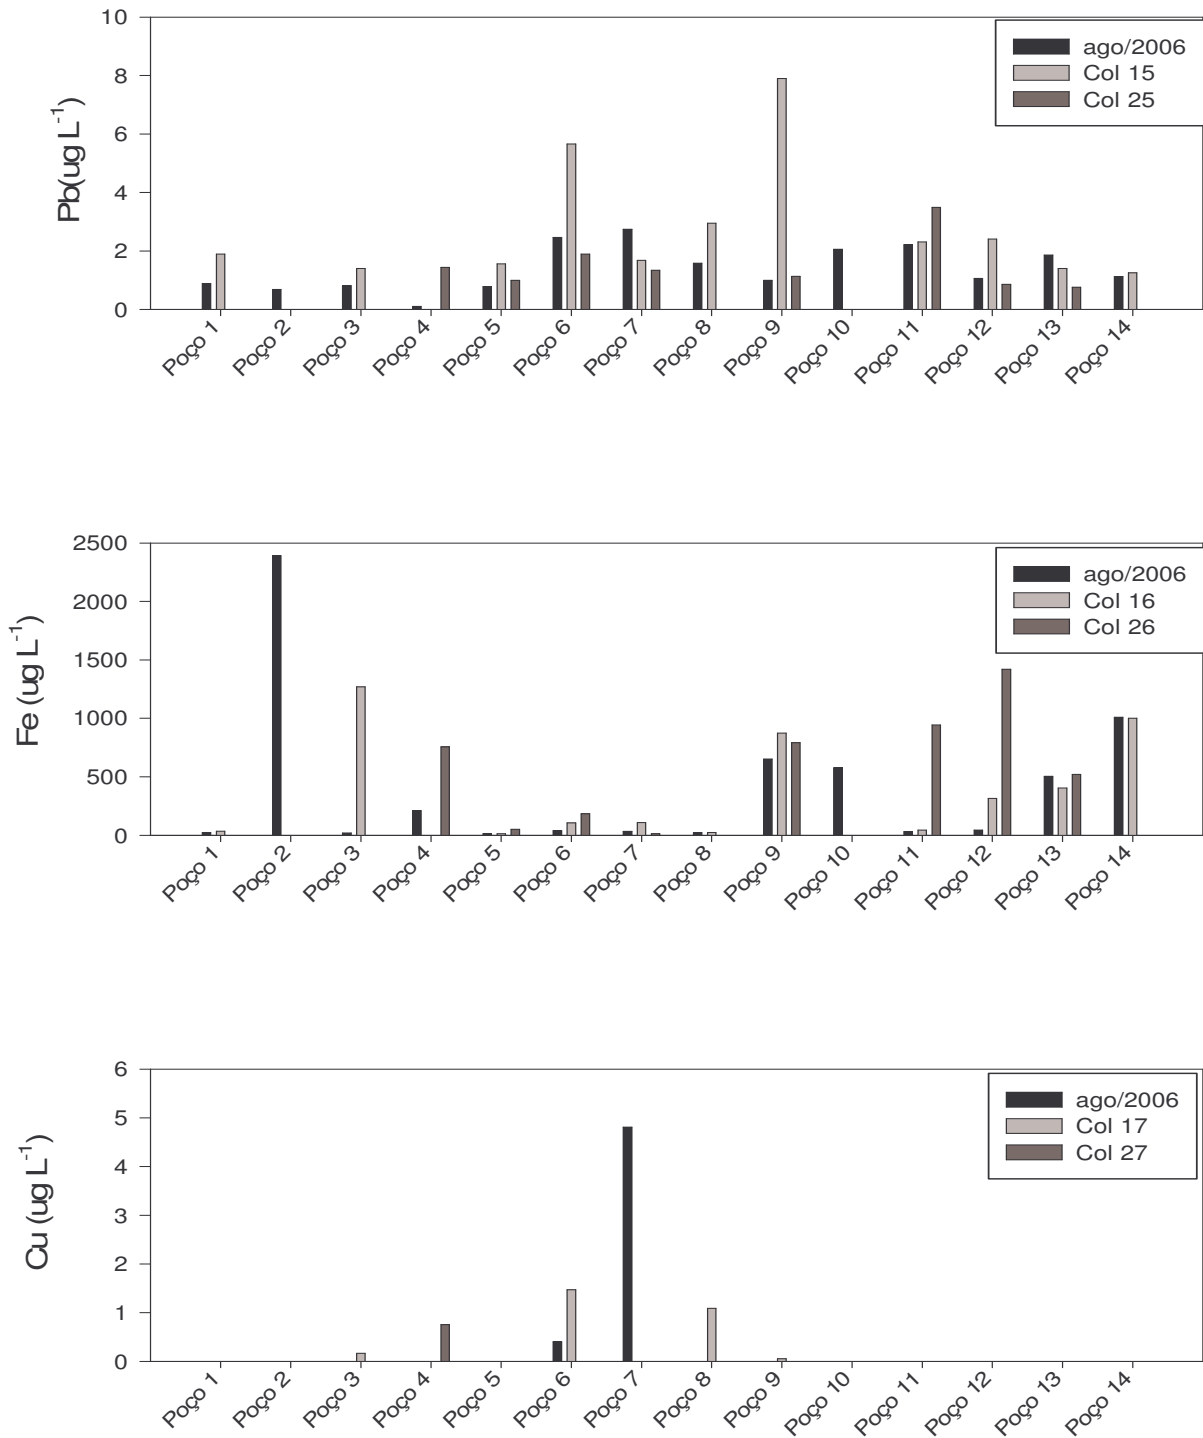 10
8
6
4
2
0
Pb(ug L-1)
ago/2006
Col 15
Col 25
Poço 1
Poço 2
Poço 3
Poço 4
Poço 5
Poço 6
Poço 7
Poço 8
Poço 9
Poço 10
Poço 11
Poço 12
Poço 13
Poço 14
2500
2000
1500
1000
500
0
Fe (ug L-1)
ago/2006
Col 16
Col 26
Poço 1
Poço 2
Poço 3
Poço 4
Poço 5
Poço 6
Poço 7
Poço 8
Poço 9
Poço 10
Poço 11
Poço 12
Poço 13
Poço 14
6
5
4
3
2
1
0
Cu (ug L-1)
ago/2006
Col 17
Col 27
Poço 1
Poço 2
Poço 3
Poço 4
Poço 5
Poço 6
Poço 7
Poço 8
Poço 9
Poço 10
Poço 11
Poço 12
Poço 13
Poço 14